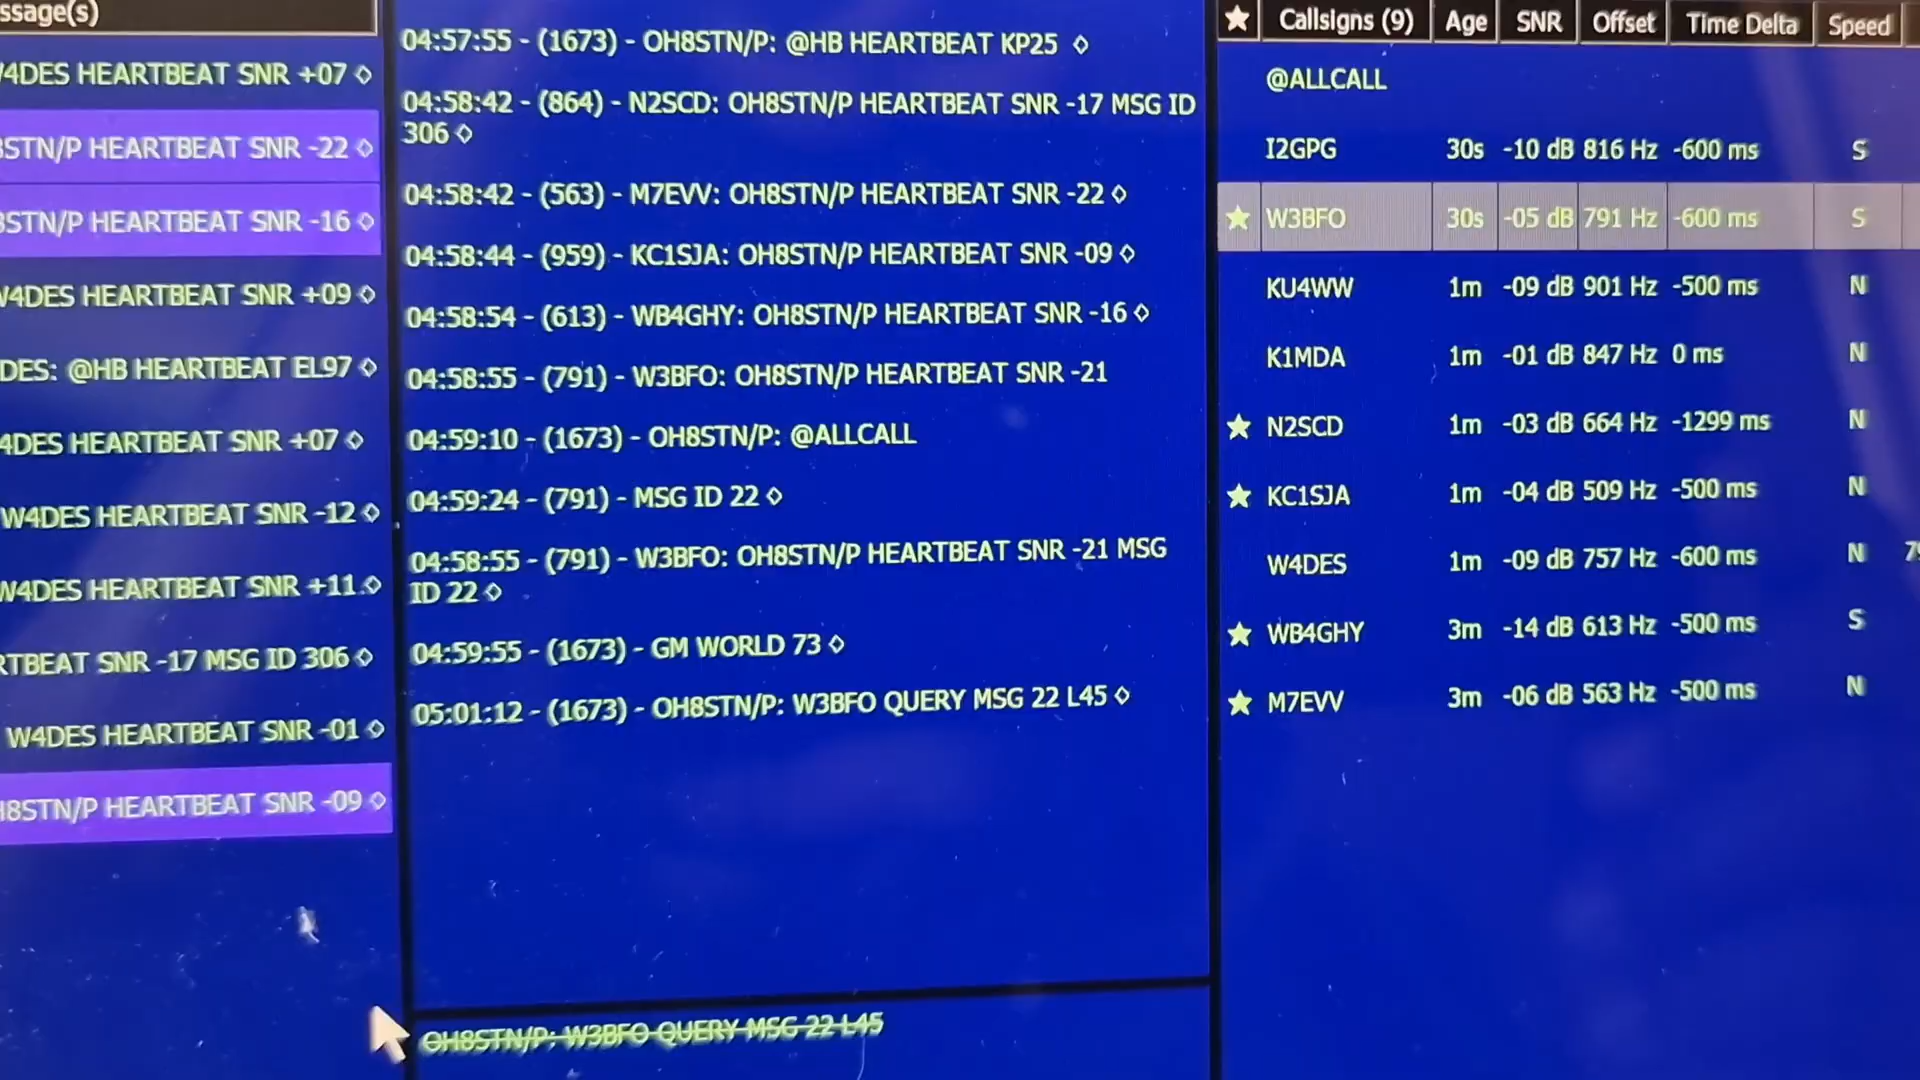 ssage(s)
W4DES HEARTBEAT SNR +07 ◇
8STN/P HEARTBEAT SNR -22 ◇
8STN/P HEARTBEAT SNR -16 ◇
W4DES HEARTBEAT SNR +09 ◇
DES: @HB HEARTBEAT EL97 ◇
4DES HEARTBEAT SNR +07 ◇
W4DES HEARTBEAT SNR -12 ◇
W4DES HEARTBEAT SNR +11 ◇
RTBEAT SNR -17 MSG ID 306 ◇
W4DES HEARTBEAT SNR -01 ◇
H8STN/P HEARTBEAT SNR -09 ◇
04:57:55 - (1673) - OH8STN/P: @HB HEARTBEAT KP25 ◇
04:58:42 - (864) - N2SCD: OH8STN/P HEARTBEAT SNR -17 MSG ID
306 ◇
04:58:42 - (563) - M7EVV: OH8STN/P HEARTBEAT SNR -22 ◇
04:58:44 - (959) - KC1SJA: OH8STN/P HEARTBEAT SNR -09 ◇
04:58:54 - (613) - WB4GHY: OH8STN/P HEARTBEAT SNR -16 ◇
04:58:55 - (791) - W3BFO: OH8STN/P HEARTBEAT SNR -21
04:59:10 - (1673) - OH8STN/P: @ALLCALL
04:59:24 - (791) - MSG ID 22 ◇
04:58:55 - (791) - W3BFO: OH8STN/P HEARTBEAT SNR -21 MSG
ID 22 ◇
04:59:55 - (1673) - GM WORLD 73 ◇
05:01:12 - (1673) - OH8STN/P: W3BFO QUERY MSG 22 L45 ◇
OH8STN/P: W3BFO QUERY MSG 22 L45
★ Callsigns (9) Age SNR Offset Time Delta Speed
@ALLCALL
I2GPG 30s -10 dB 816 Hz -600 ms S
★ W3BFO 30s -05 dB 791 Hz -600 ms S
KU4WW 1m -09 dB 901 Hz -500 ms N
K1MDA 1m -01 dB 847 Hz 0 ms N
★ N2SCD 1m -03 dB 664 Hz -1299 ms N
★ KC1SJA 1m -04 dB 509 Hz -500 ms N
W4DES 1m -09 dB 757 Hz -600 ms N
★ WB4GHY 3m -14 dB 613 Hz -500 ms S
★ M7EVV 3m -06 dB 563 Hz -500 ms N